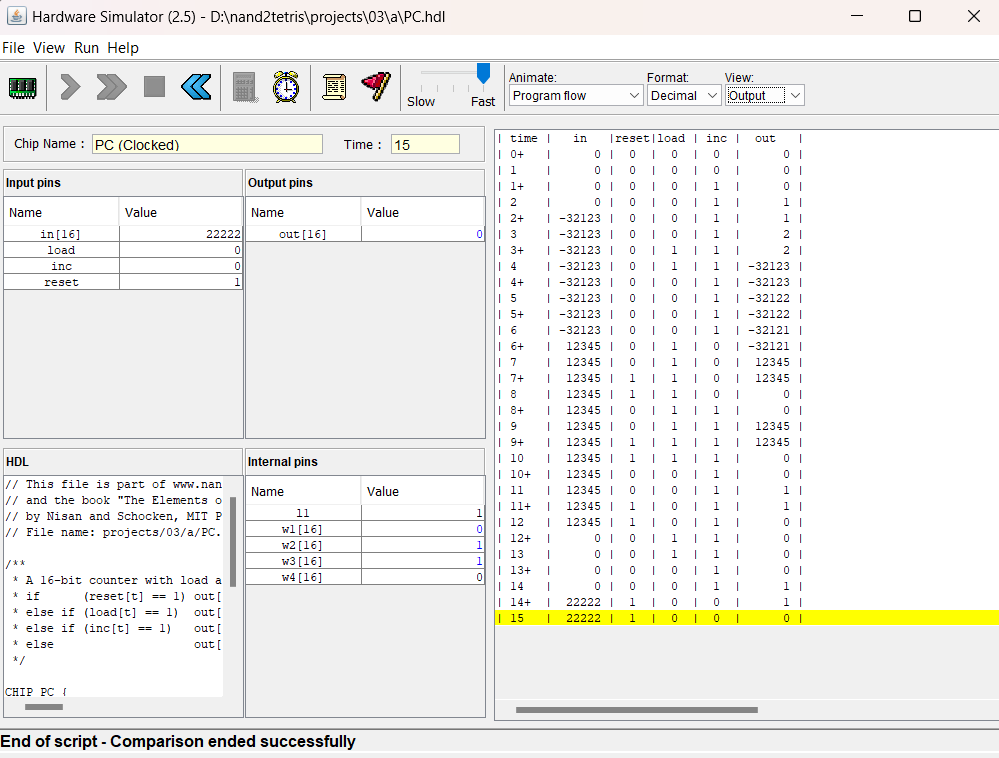 Hardware Simulator (2.5) - D:\nand2tetris\projects\03\a\PC.hdl
File View Run Help
Slow Fast
Animate: Format: View:
Program flow Decimal Output
Chip Name : PC (Clocked) Time : 15
Input pins
Name Value
in[16] 22222
load 0
inc 0
reset 1
Output pins
Name Value
out[16] 0
HDL
// This file is part of www.nan
// and the book "The Elements o
// by Nisan and Schocken, MIT P
// File name: projects/03/a/PC.
/**
* A 16-bit counter with load a
* if (reset[t] == 1) out[
* else if (load[t] == 1) out[
* else if (inc[t] == 1) out[
* else out[
*/
CHIP PC {
Internal pins
Name Value
l1 1
w1[16] 0
w2[16] 1
w3[16] 1
w4[16] 0
| time | in |reset|load | inc | out |
| 0+ | 0 | 0 | 0 | 0 | 0 |
| 1 | 0 | 0 | 0 | 0 | 0 |
| 1+ | 0 | 0 | 0 | 1 | 0 |
| 2 | 0 | 0 | 0 | 1 | 1 |
| 2+ | -32123 | 0 | 0 | 1 | 1 |
| 3 | -32123 | 0 | 0 | 1 | 2 |
| 3+ | -32123 | 0 | 1 | 1 | 2 |
| 4 | -32123 | 0 | 1 | 1 | -32123 |
| 4+ | -32123 | 0 | 0 | 1 | -32123 |
| 5 | -32123 | 0 | 0 | 1 | -32122 |
| 5+ | -32123 | 0 | 0 | 1 | -32122 |
| 6 | -32123 | 0 | 0 | 1 | -32121 |
| 6+ | 12345 | 0 | 1 | 0 | -32121 |
| 7 | 12345 | 0 | 1 | 0 | 12345 |
| 7+ | 12345 | 1 | 1 | 0 | 12345 |
| 8 | 12345 | 1 | 1 | 0 | 0 |
| 8+ | 12345 | 0 | 1 | 1 | 0 |
| 9 | 12345 | 0 | 1 | 1 | 12345 |
| 9+ | 12345 | 1 | 1 | 1 | 12345 |
| 10 | 12345 | 1 | 1 | 1 | 0 |
| 10+ | 12345 | 0 | 0 | 1 | 0 |
| 11 | 12345 | 0 | 0 | 1 | 1 |
| 11+ | 12345 | 1 | 0 | 1 | 1 |
| 12 | 12345 | 1 | 0 | 1 | 0 |
| 12+ | 0 | 0 | 1 | 1 | 0 |
| 13 | 0 | 0 | 1 | 1 | 0 |
| 13+ | 0 | 0 | 0 | 1 | 0 |
| 14 | 0 | 0 | 0 | 1 | 1 |
| 14+ | 22222 | 1 | 0 | 0 | 1 |
| 15 | 22222 | 1 | 0 | 0 | 0 |
End of script - Comparison ended successfully